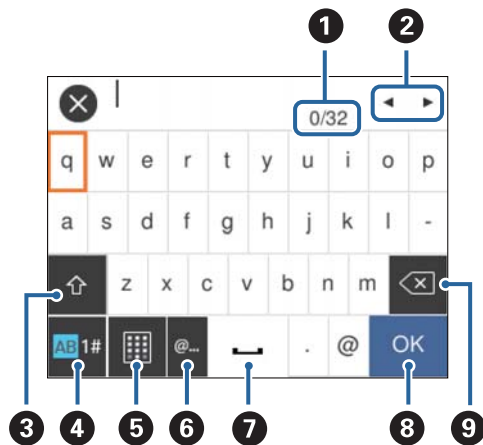 1 2
0/32
q w e r t y u i o p
a s d f g h j k l -
z x c v b n m
AB 1# @... . @ OK
3 4 5 6 7 8 9